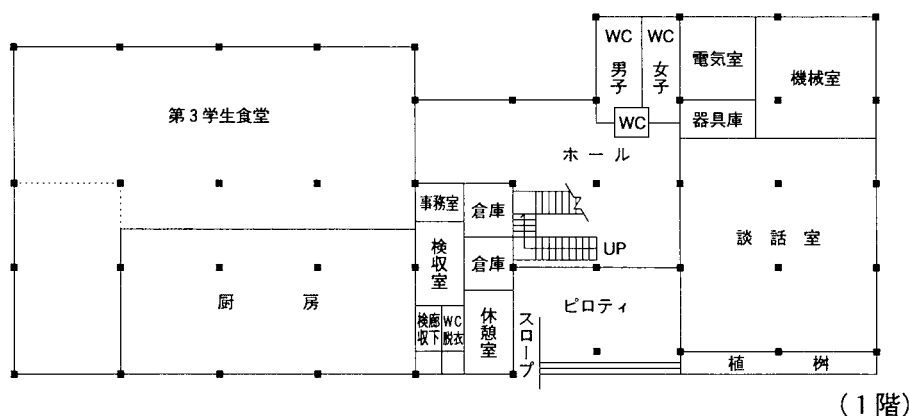 WC
男子
WC
女子
電気室
機械室
第3学生食堂
WC
器具庫
ホール
事務室
倉庫
検収室
倉庫
UP
談話室
厨房
検収
廊下
WC
脱衣
休憩室
スロープ
ピロティ
植桝
(1階)